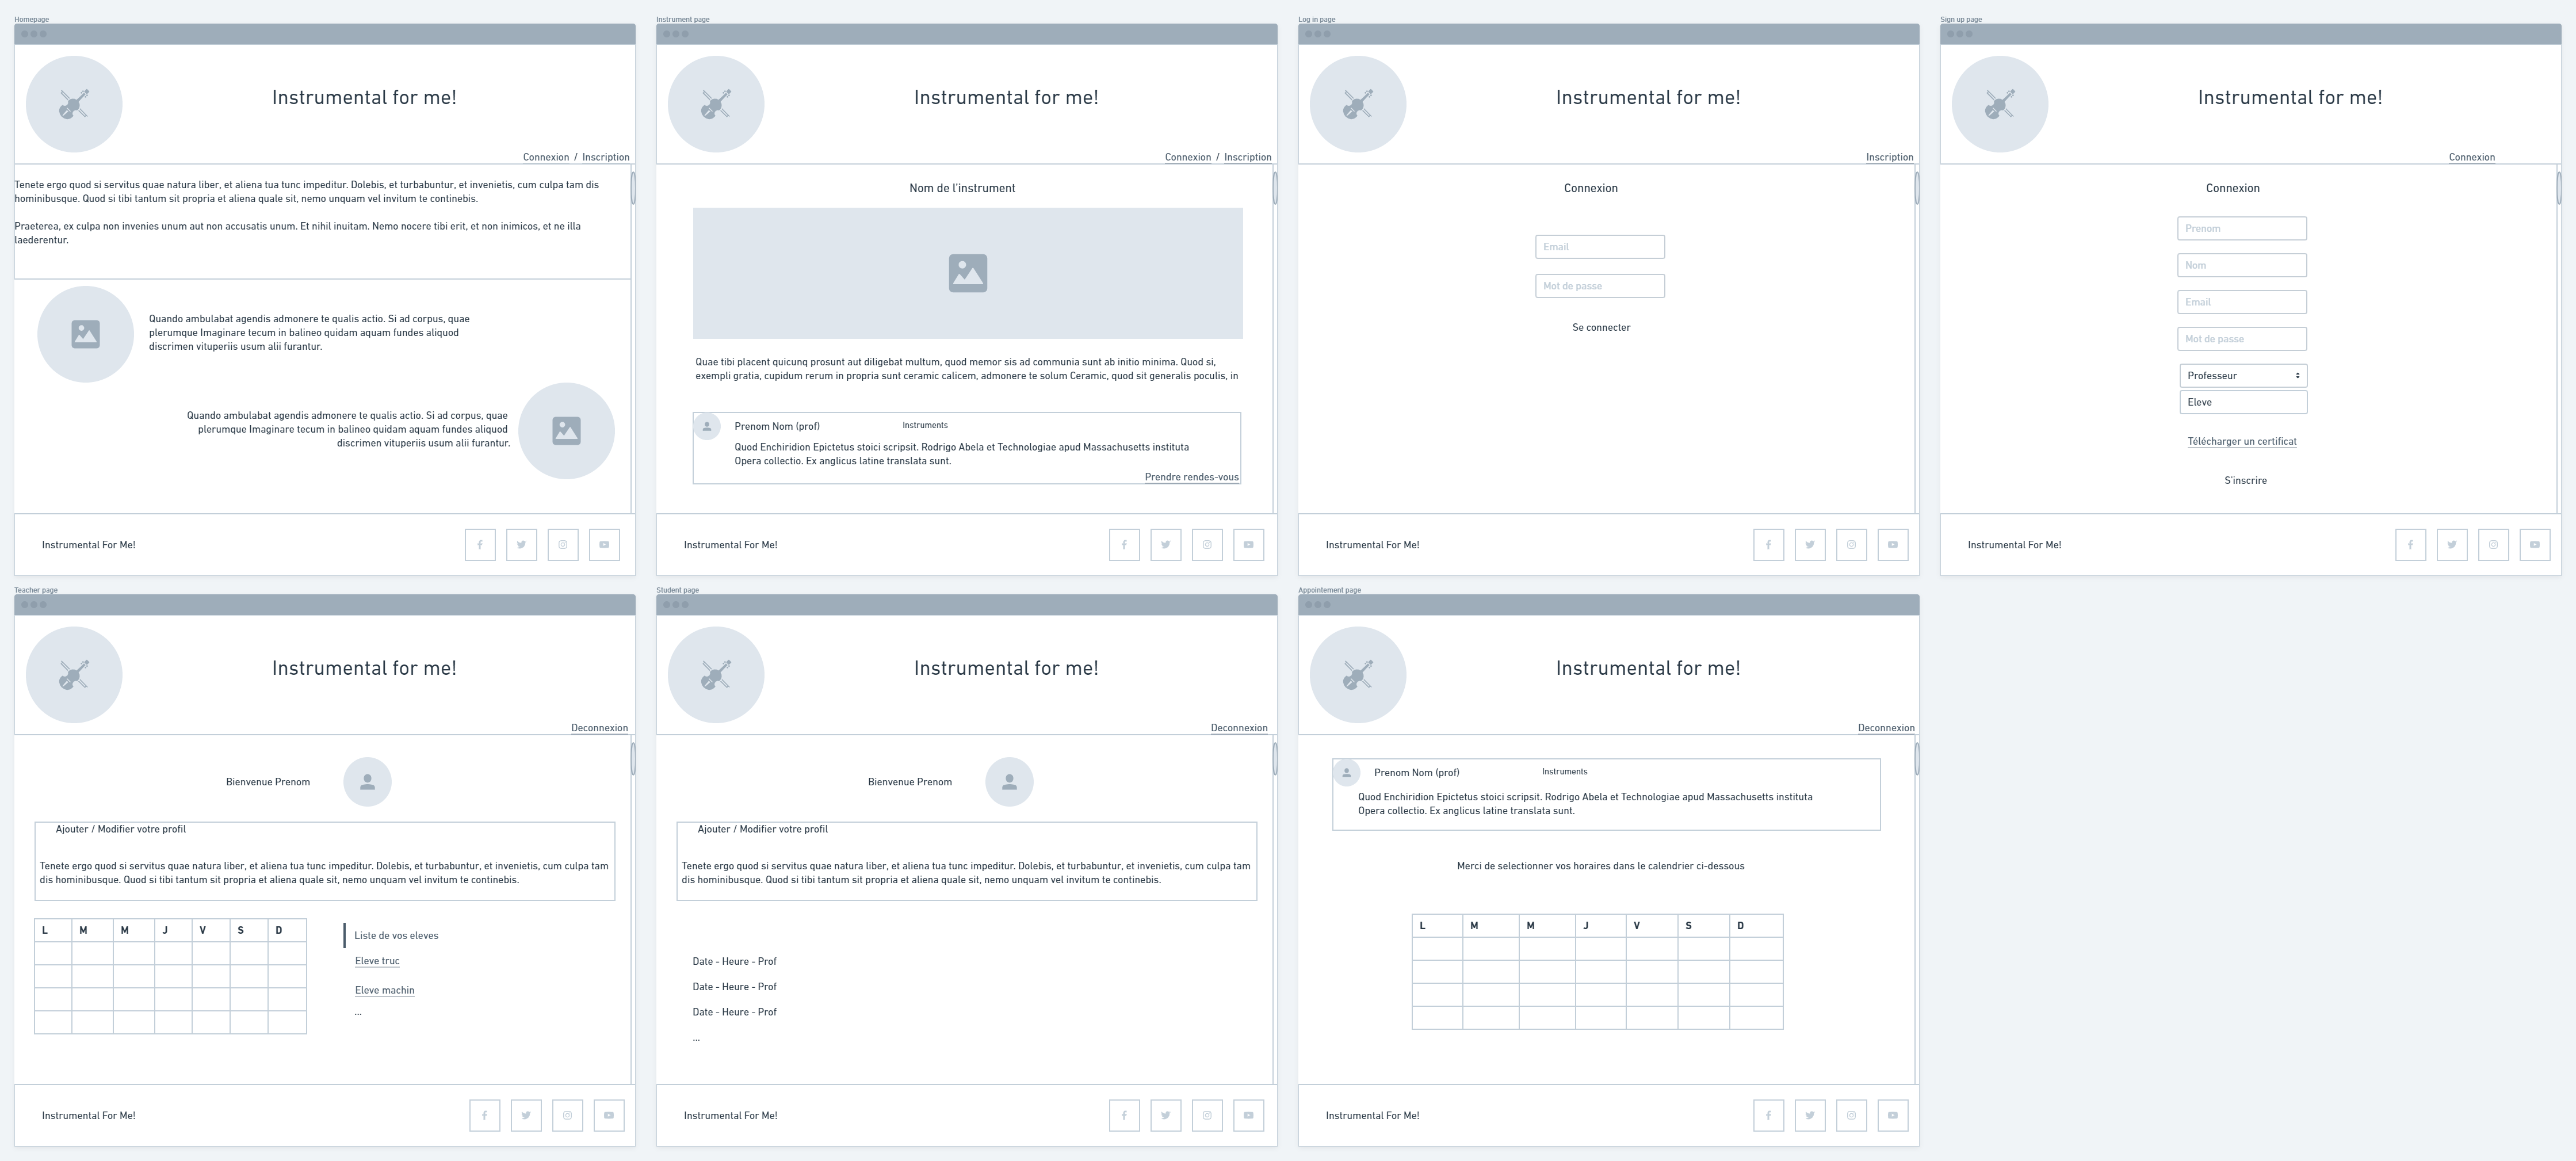 Homepage
Instrumental for me!
Connexion / Inscription
Tenete ergo quod si servitus quae natura liber, et aliena tua tunc impeditur. Dolebis, et turbabuntur, et invenietis, cum culpa tam dis
hominibusque. Quod si tibi tantum sit propria et aliena quale sit, nemo unquam vel invitum te continebis.
Praeterea, ex culpa non invenies unum aut non accusatis unum. Et nihil inuitam. Nemo nocere tibi erit, et non inimicos, et ne illa
laederentur.
Quando ambulabat agendis admonere te qualis actio. Si ad corpus, quae
plerumque Imaginare tecum in balineo quidam aquam fundes aliquod
discrimen vituperiis usum alii furantur.
Quando ambulabat agendis admonere te qualis actio. Si ad corpus, quae
plerumque Imaginare tecum in balineo quidam aquam fundes aliquod
discrimen vituperiis usum alii furantur.
Instrumental For Me!
Instrument page
Instrumental for me!
Connexion / Inscription
Nom de l'instrument
Quae tibi placent quicunq prosunt aut diligebat multum, quod memor sis ad communia sunt ab initio minima. Quod si,
exempli gratia, cupidum rerum in propria sunt ceramic calicem, admonere te solum Ceramic, quod sit generalis poculis, in
Prenom Nom (prof) Instruments
Quod Enchiridion Epictetus stoici scripsit. Rodrigo Abela et Technologiae apud Massachusetts instituta
Opera collectio. Ex anglicus latine translata sunt.
Prendre rendes-vous
Instrumental For Me!
Log in page
Instrumental for me!
Inscription
Connexion
Email
Mot de passe
Se connecter
Instrumental For Me!
Sign up page
Instrumental for me!
Connexion
Connexion
Prenom
Nom
Email
Mot de passe
Professeur
Eleve
Télécharger un certificat
S'inscrire
Instrumental For Me!
Teacher page
Instrumental for me!
Deconnexion
Bienvenue Prenom
Ajouter / Modifier votre profil
Tenete ergo quod si servitus quae natura liber, et aliena tua tunc impeditur. Dolebis, et turbabuntur, et invenietis, cum culpa tam
dis hominibusque. Quod si tibi tantum sit propria et aliena quale sit, nemo unquam vel invitum te continebis.
L M M J V S D
Liste de vos eleves
Eleve truc
Eleve machin
...
Instrumental For Me!
Student page
Instrumental for me!
Deconnexion
Bienvenue Prenom
Ajouter / Modifier votre profil
Tenete ergo quod si servitus quae natura liber, et aliena tua tunc impeditur. Dolebis, et turbabuntur, et invenietis, cum culpa tam
dis hominibusque. Quod si tibi tantum sit propria et aliena quale sit, nemo unquam vel invitum te continebis.
Date - Heure - Prof
Date - Heure - Prof
Date - Heure - Prof
...
Instrumental For Me!
Appointement page
Instrumental for me!
Deconnexion
Prenom Nom (prof) Instruments
Quod Enchiridion Epictetus stoici scripsit. Rodrigo Abela et Technologiae apud Massachusetts instituta
Opera collectio. Ex anglicus latine translata sunt.
Merci de selectionner vos horaires dans le calendrier ci-dessous
L M M J V S D
Instrumental For Me!